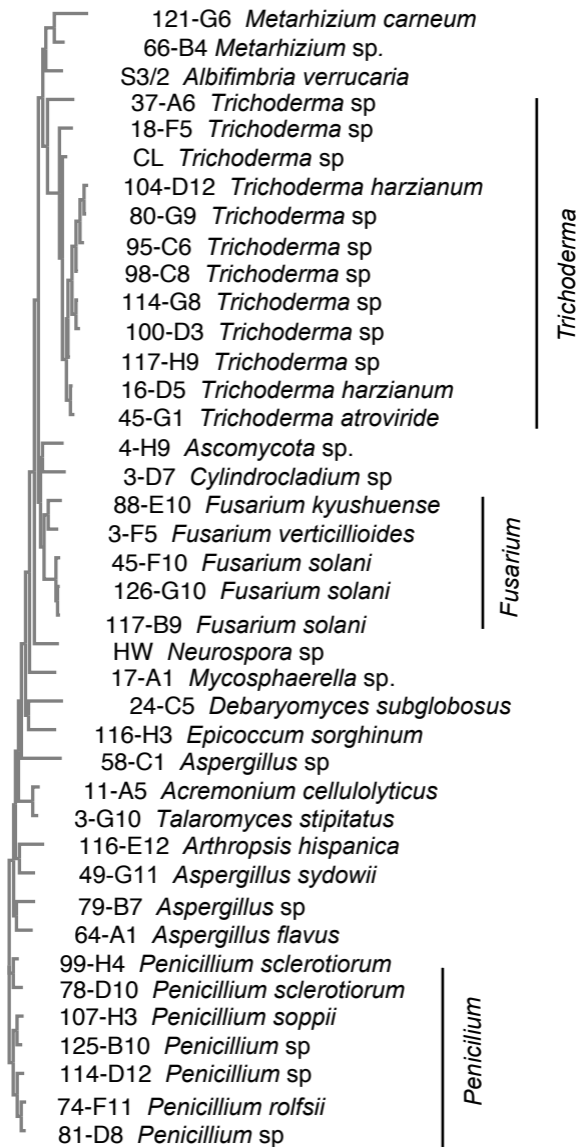 121-G6 Metarhizium carneum
66-B4 Metarhizium sp.
S3/2 Albifimbria verrucaria
37-A6 Trichoderma sp
18-F5 Trichoderma sp
CL Trichoderma sp
104-D12 Trichoderma harzianum
80-G9 Trichoderma sp
95-C6 Trichoderma sp
98-C8 Trichoderma sp
114-G8 Trichoderma sp
100-D3 Trichoderma sp
117-H9 Trichoderma sp
16-D5 Trichoderma harzianum
45-G1 Trichoderma atroviride
Trichoderma
4-H9 Ascomycota sp.
3-D7 Cylindrocladium sp
88-E10 Fusarium kyushuense
3-F5 Fusarium verticillioides
45-F10 Fusarium solani
126-G10 Fusarium solani
117-B9 Fusarium solani
Fusarium
HW Neurospora sp
17-A1 Mycosphaerella sp.
24-C5 Debaryomyces subglobosus
116-H3 Epicoccum sorghinum
58-C1 Aspergillus sp
11-A5 Acremonium cellulolyticus
3-G10 Talaromyces stipitatus
116-E12 Arthropsis hispanica
49-G11 Aspergillus sydowii
79-B7 Aspergillus sp
64-A1 Aspergillus flavus
99-H4 Penicillium sclerotiorum
78-D10 Penicillium sclerotiorum
107-H3 Penicillium soppii
125-B10 Penicillium sp
114-D12 Penicillium sp
74-F11 Penicillium rolfsii
81-D8 Penicillium sp
Penicilium